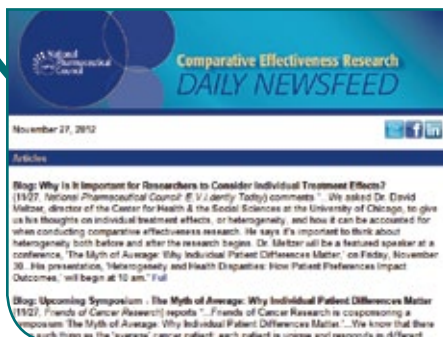 National
Pharmaceutical
Council
Comparative Effectiveness Research
DAILY NEWSFEED
November 27, 2012
f in
Articles
Blog: Why Is It Important for Researchers to Consider Individual Treatment Effects?
(11/27, National Pharmaceutical Council: E.V.I.dently Today) comments "...We asked Dr. David
Meltzer, director of the Center for Health & the Social Sciences at the University of Chicago, to give
us his thoughts on individual treatment effects, or heterogeneity, and how it can be accounted for
when conducting comparative effectiveness research. He says it's important to think about
heterogeneity both before and after the research begins. Dr. Meltzer will be a featured speaker at a
conference, 'The Myth of Average: Why Individual Patient Differences Matter,' on Friday, November
30. His presentation, 'Heterogeneity and Health Disparities: How Patient Preferences Impact
Outcomes,' will begin at 10 am." Full
Blog: Upcoming Symposium - The Myth of Average: Why Individual Patient Differences Matter
(11/27, Friends of Cancer Research) reports "...Friends of Cancer Research is cosponsoring a
symposium 'The Myth of Average: Why Individual Patient Differences Matter.'...We know that there
such thing as the 'average' cancer patient; each patient is unique and responds in different